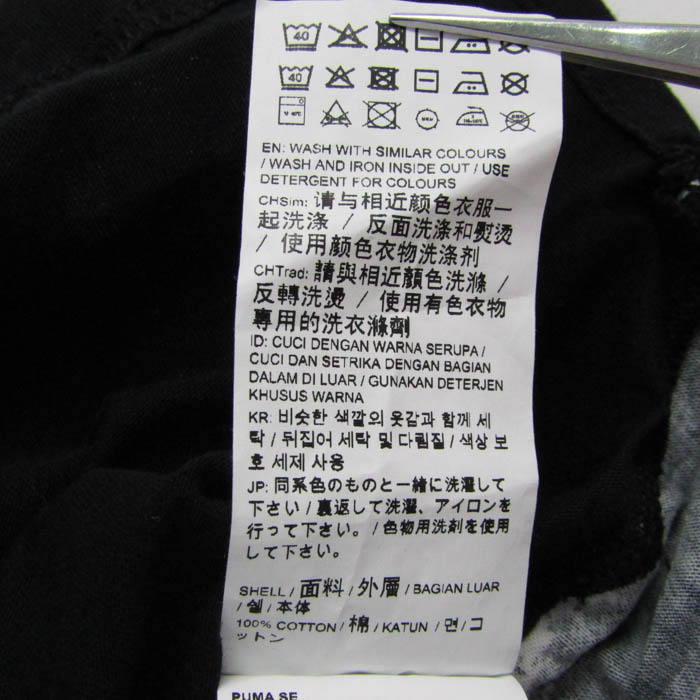 40
40
EN: WASH WITH SIMILAR COLOURS
/ WASH AND IRON INSIDE OUT / USE
DETERGENT FOR COLOURS
CHSim: 请与相近颜色衣服一
起洗涤 / 反面洗涤和熨烫
/ 使用颜色衣物洗涤剂
CHTrad: 請與相近顏色洗滌 /
反轉洗燙 / 使用有色衣物
專用的洗衣滌劑
ID: CUCI DENGAN WARNA SERUPA /
CUCI DAN SETRIKA DENGAN BAGIAN
DALAM DI LUAR / GUNAKAN DETERJEN
KHUSUS WARNA
KR: 비슷한 색깔의 옷감과 함께 세
탁 / 뒤집어 세탁 및 다림질 / 색상 보
호 세제 사용
JP: 同系色のものと一緒に洗濯して
下さい / 裏返して洗濯、アイロンを
行って下さい。/ 色物用洗剤を使用
して下さい。
SHELL / 面料 / 外層 / BAGIAN LUAR
/ 쉘 / 本体
100% COTTON / 棉 / KATUN / 면 / コ
ットン
PUMA SE